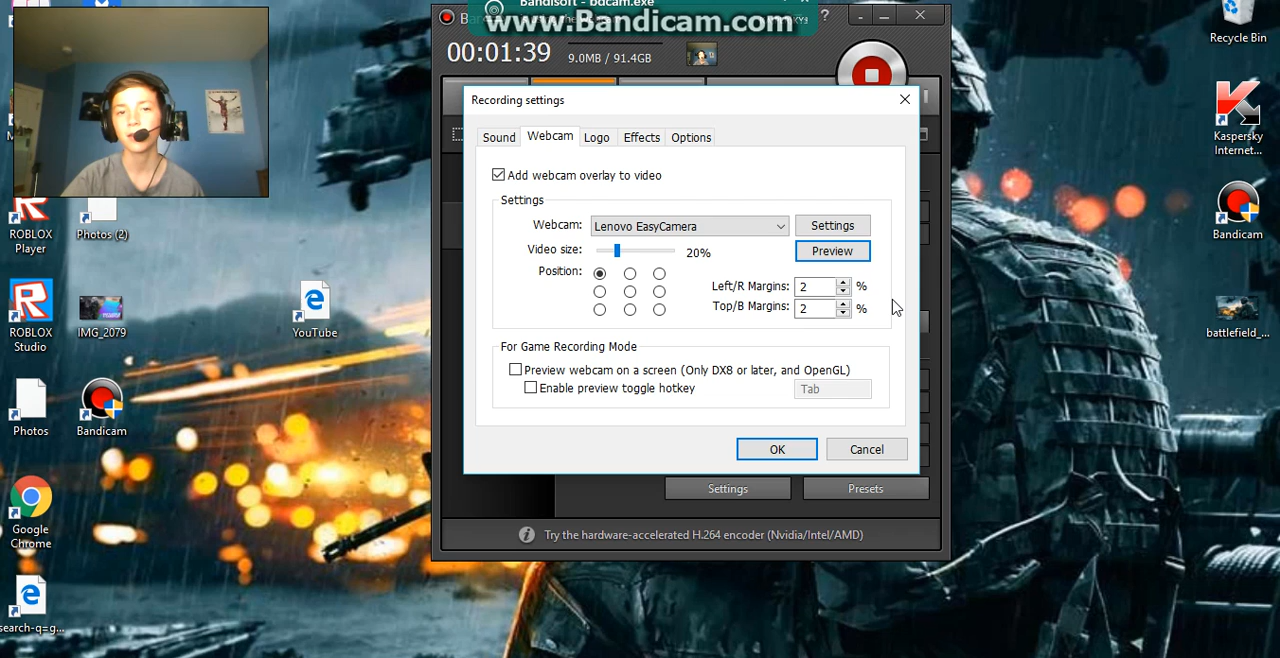 Bandisoft - bdcam.exe
www.Bandicam.com
00:01:39
9.0MB / 91.4GB
?
Recording settings
Sound
Webcam
Logo
Effects
Options
Add webcam overlay to video
Settings
Webcam:
Lenovo EasyCamera
Settings
Video size:
20%
Preview
Position:
Left/R Margins:
2
%
Top/B Margins:
2
%
For Game Recording Mode
Preview webcam on a screen (Only DX8 or later, and OpenGL)
Enable preview toggle hotkey
Tab
OK
Cancel
Settings
Presets
Try the hardware-accelerated H.264 encoder (Nvidia/Intel/AMD)
ROBLOX
Player
Photos (2)
ROBLOX
Studio
IMG_2079
YouTube
Photos
Bandicam
Google
Chrome
search-q=g...
Recycle Bin
Kaspersky
Internet...
Bandicam
battlefield_...